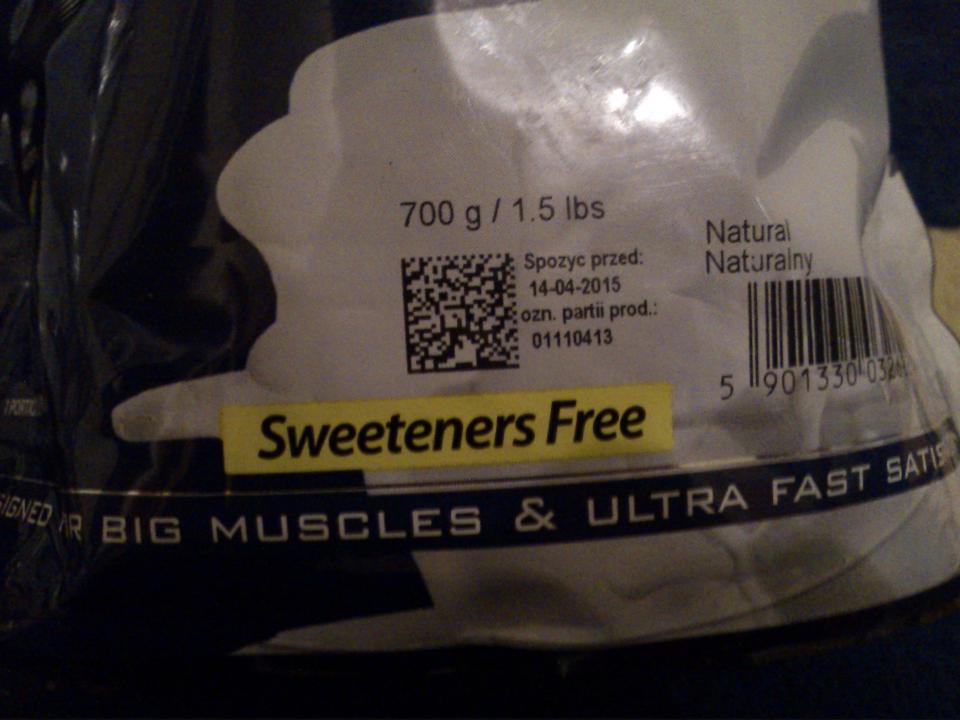 700 g / 1.5 lbs
Spozyc przed:
14-04-2015
ozn. partii prod.:
01110413
Natural
Naturalny
5 901330 03
Sweeteners Free
BIG MUSCLES & ULTRA FAST